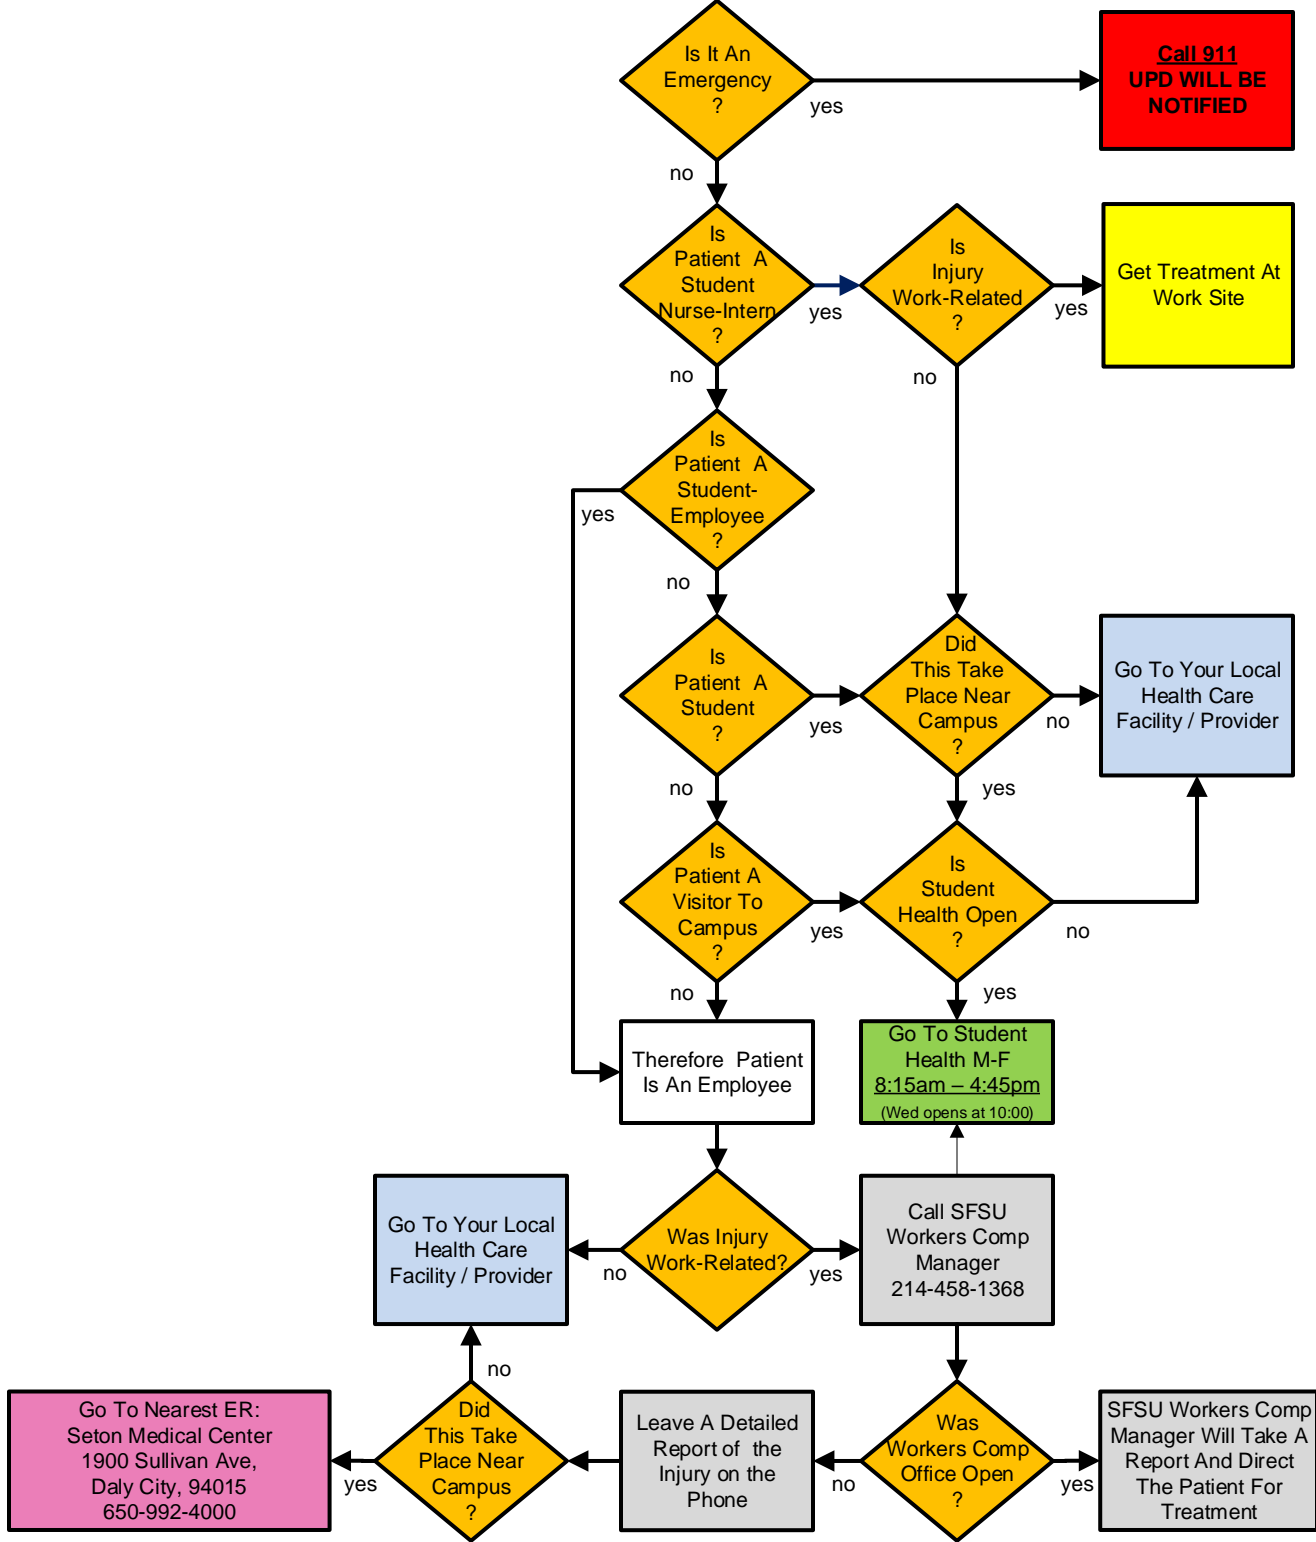 Is It An
Emergency
?
yes
Call 911
UPD WILL BE
NOTIFIED
no
Is
Patient A
Student
Nurse-Intern
?
yes
Is
Injury
Work-Related
?
yes
Get Treatment At
Work Site
no
no
Is
Patient A
Student-
Employee
?
yes
no
Is
Patient A
Student
?
yes
Did
This Take
Place Near
Campus
?
no
Go To Your Local
Health Care
Facility / Provider
no
yes
Is
Patient A
Visitor To
Campus
?
yes
Is
Student
Health Open
?
no
no
yes
Therefore Patient
Is An Employee
Go To Student
Health M-F
8:15am – 4:45pm
(Wed opens at 10:00)
Go To Your Local
Health Care
Facility / Provider
no
Was Injury
Work-Related?
yes
Call SFSU
Workers Comp
Manager
214-458-1368
no
Go To Nearest ER:
Seton Medical Center
1900 Sullivan Ave,
Daly City, 94015
650-992-4000
yes
Did
This Take
Place Near
Campus
?
Leave A Detailed
Report of the
Injury on the
Phone
no
Was
Workers Comp
Office Open
?
yes
SFSU Workers Comp
Manager Will Take A
Report And Direct
The Patient For
Treatment